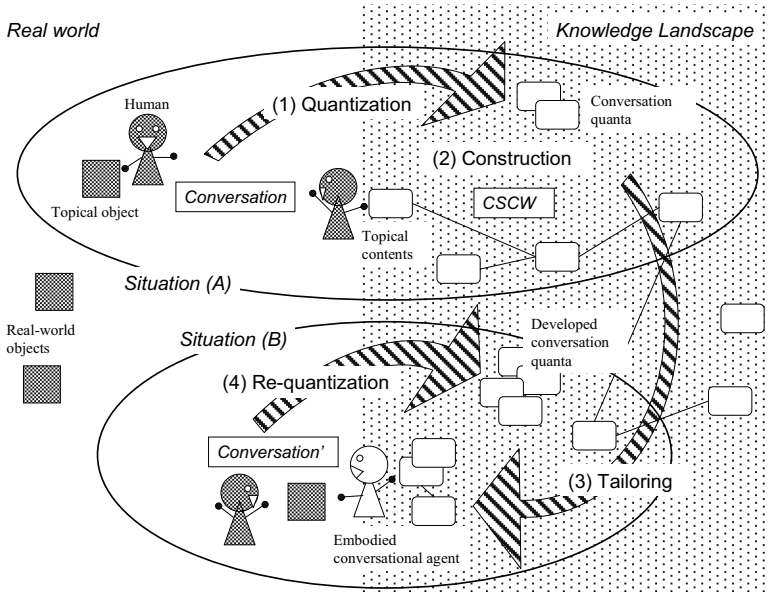 Real world
Knowledge Landscape
Human
(1) Quantization
Conversation
quanta
(2) Construction
Conversation
CSCW
Topical object
Topical
contents
Situation (A)
Real-world
objects
Situation (B)
Developed
conversation
quanta
(4) Re-quantization
Conversation’
(3) Tailoring
Embodied
conversational agent